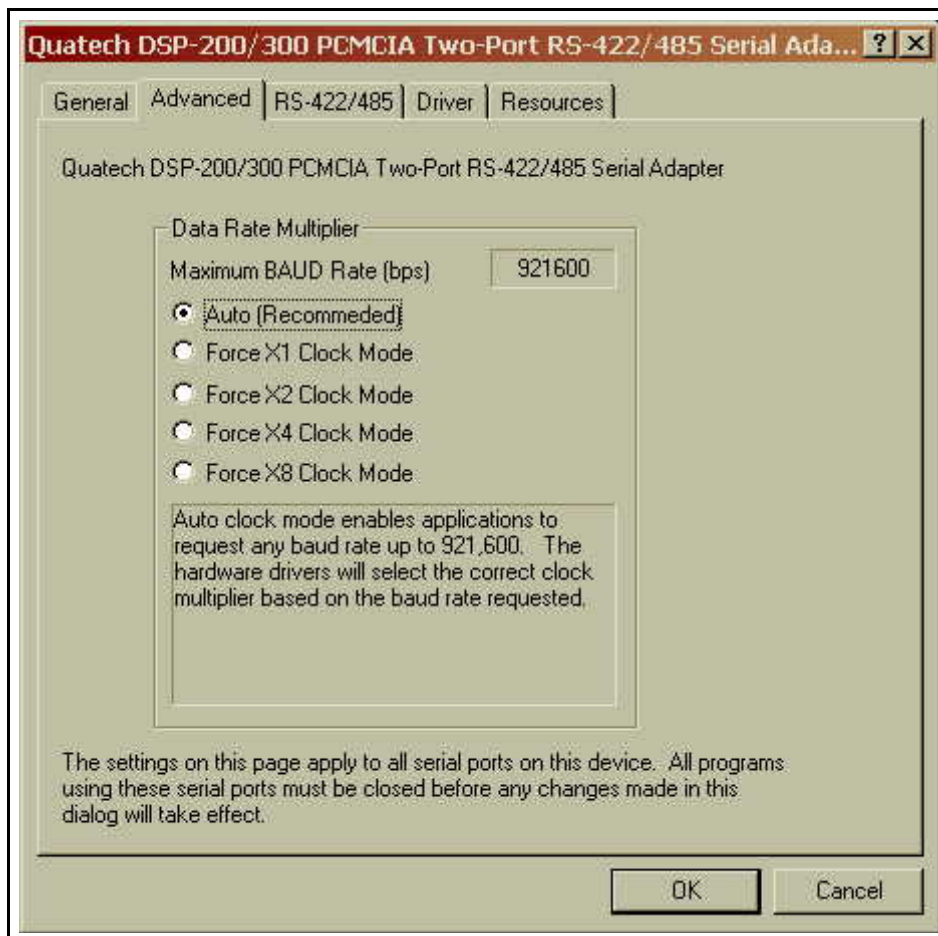 Quatech DSP-200/300 PCMCIA Two-Port RS-422/485 Serial Ada...
General Advanced RS-422/485 Driver Resources
Quatech DSP-200/300 PCMCIA Two-Port RS-422/485 Serial Adapter
Data Rate Multiplier
Maximum BAUD Rate (bps) 921600
Auto (Recommeded)
Force X1 Clock Mode
Force X2 Clock Mode
Force X4 Clock Mode
Force X8 Clock Mode
Auto clock mode enables applications to
request any baud rate up to 921,600. The
hardware drivers will select the correct clock
multiplier based on the baud rate requested.
The settings on this page apply to all serial ports on this device. All programs
using these serial ports must be closed before any changes made in this
dialog will take effect.
OK Cancel